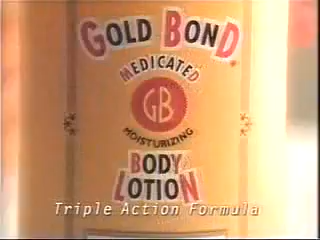 GOLD BOND
MEDICATED
GB
MOISTURIZING
BODY
LOTION
Triple Action Formula